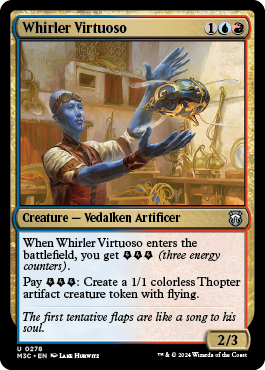 Whirler Virtuoso 1
Creature — Vedalken Artificer
When Whirler Virtuoso enters the
battlefield, you get (three energy
counters).
Pay : Create a 1/1 colorless Thopter
artifact creature token with flying.
The first tentative flaps are like a song to his
soul.
2/3
U 0276
M3C • EN Lake Hurwitz
™ & © 2024 Wizards of the Coast